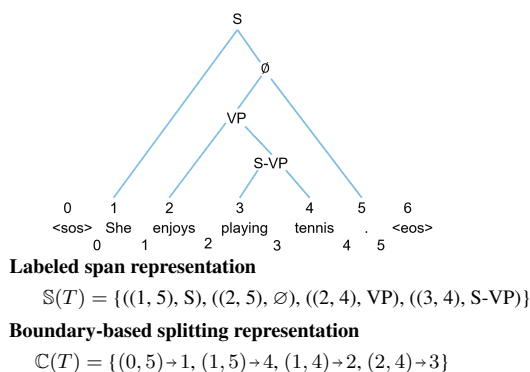 S
∅
VP
S-VP
0 1 2 3 4 5 6
<sos> She enjoys playing tennis . <eos>
0 1 2 3 4 5
Labeled span representation
𝕊(T) = {((1, 5), S), ((2, 5), ∅), ((2, 4), VP), ((3, 4), S-VP)}
Boundary-based splitting representation
ℂ(T) = {(0, 5)→1, (1, 5)→4, (1, 4)→2, (2, 4)→3}